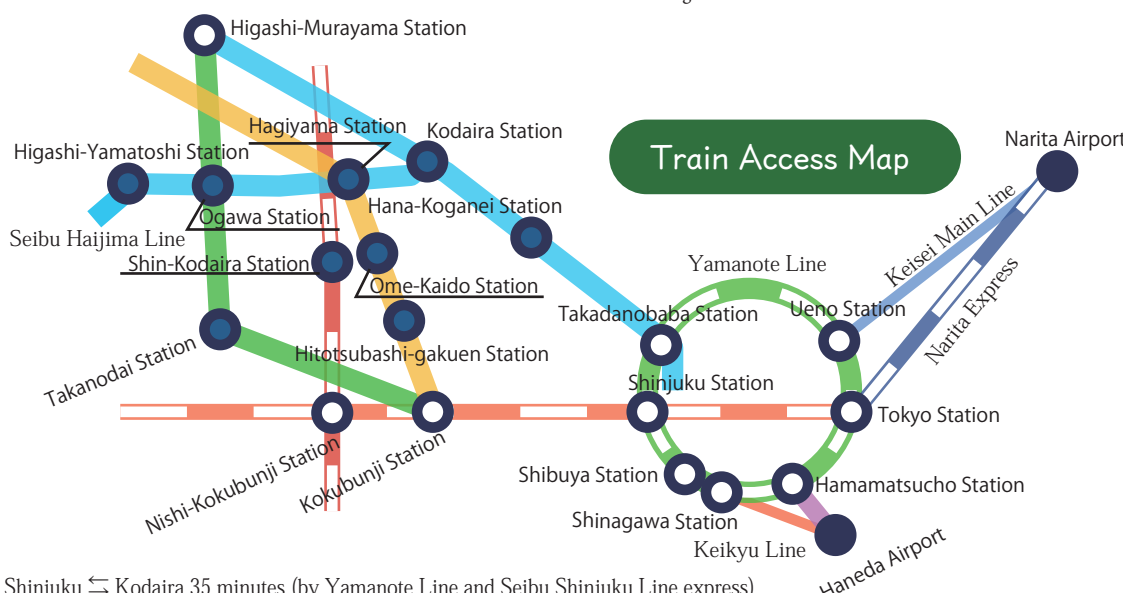 Higashi-Murayama Station
Hagiyama Station
Kodaira Station
Higashi-Yamatoshi Station
Train Access Map
Narita Airport
Ogawa Station
Hana-Koganei Station
Seibu Haijima Line
Shin-Kodaira Station
Ome-Kaido Station
Yamanote Line
Keisei Main Line
Narita Express
Takadanobaba Station
Ueno Station
Takanodai Station
Hitotsubashi-gakuen Station
Shinjuku Station
Tokyo Station
Nishi-Kokubunji Station
Kokubunji Station
Shibuya Station
Hamamatsucho Station
Shinagawa Station
Keikyu Line
Haneda Airport
Shinjuku ⇆ Kodaira 35 minutes (by Yamanote Line and Seibu Shinjuku Line express)